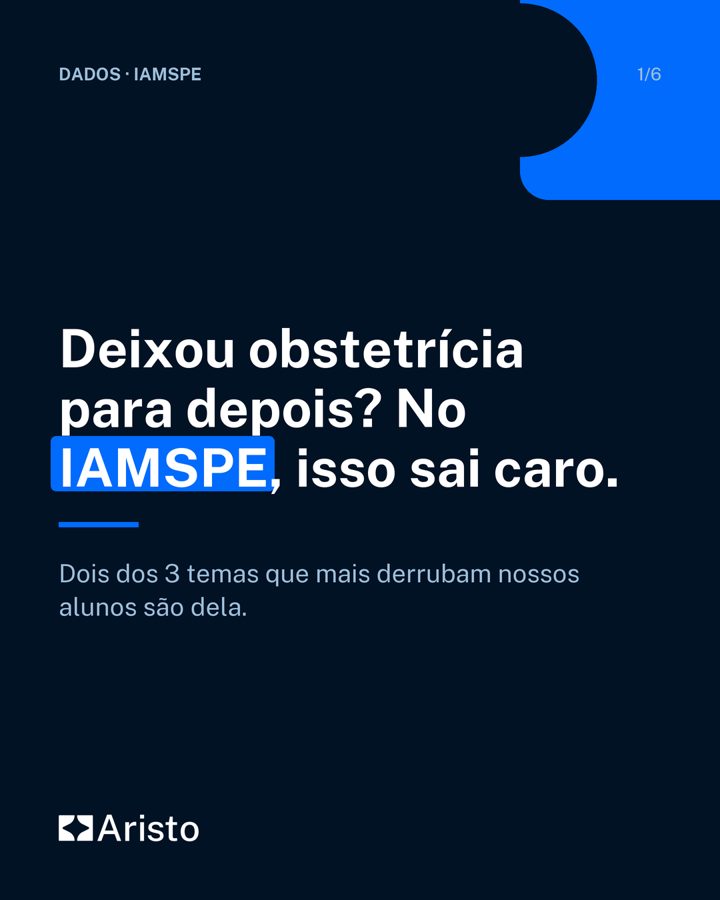 DADOS · IAMSPE
1/6
Deixou obstetrícia
para depois? No
IAMSPE, isso sai caro.
Dois dos 3 temas que mais derrubam nossos
alunos são dela.
Aristo